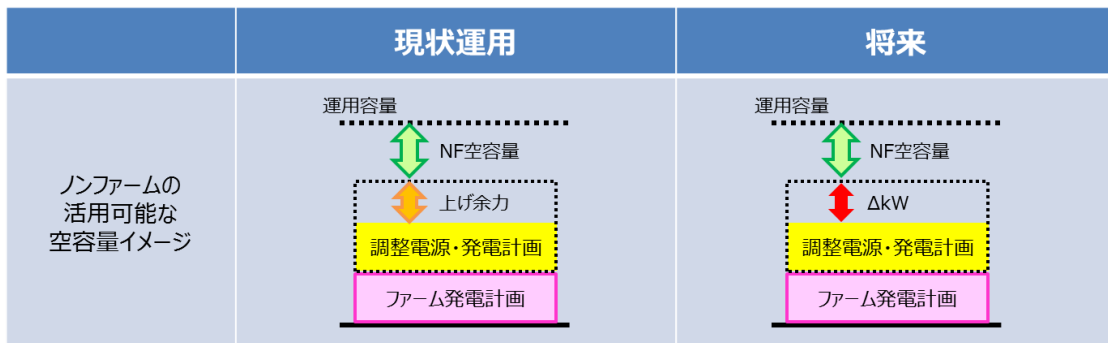 現状運用
将来
ノンファームの
活用可能な
空容量イメージ
運用容量
NF空容量
上げ余力
調整電源・発電計画
ファーム発電計画
運用容量
NF空容量
ΔkW
調整電源・発電計画
ファーム発電計画